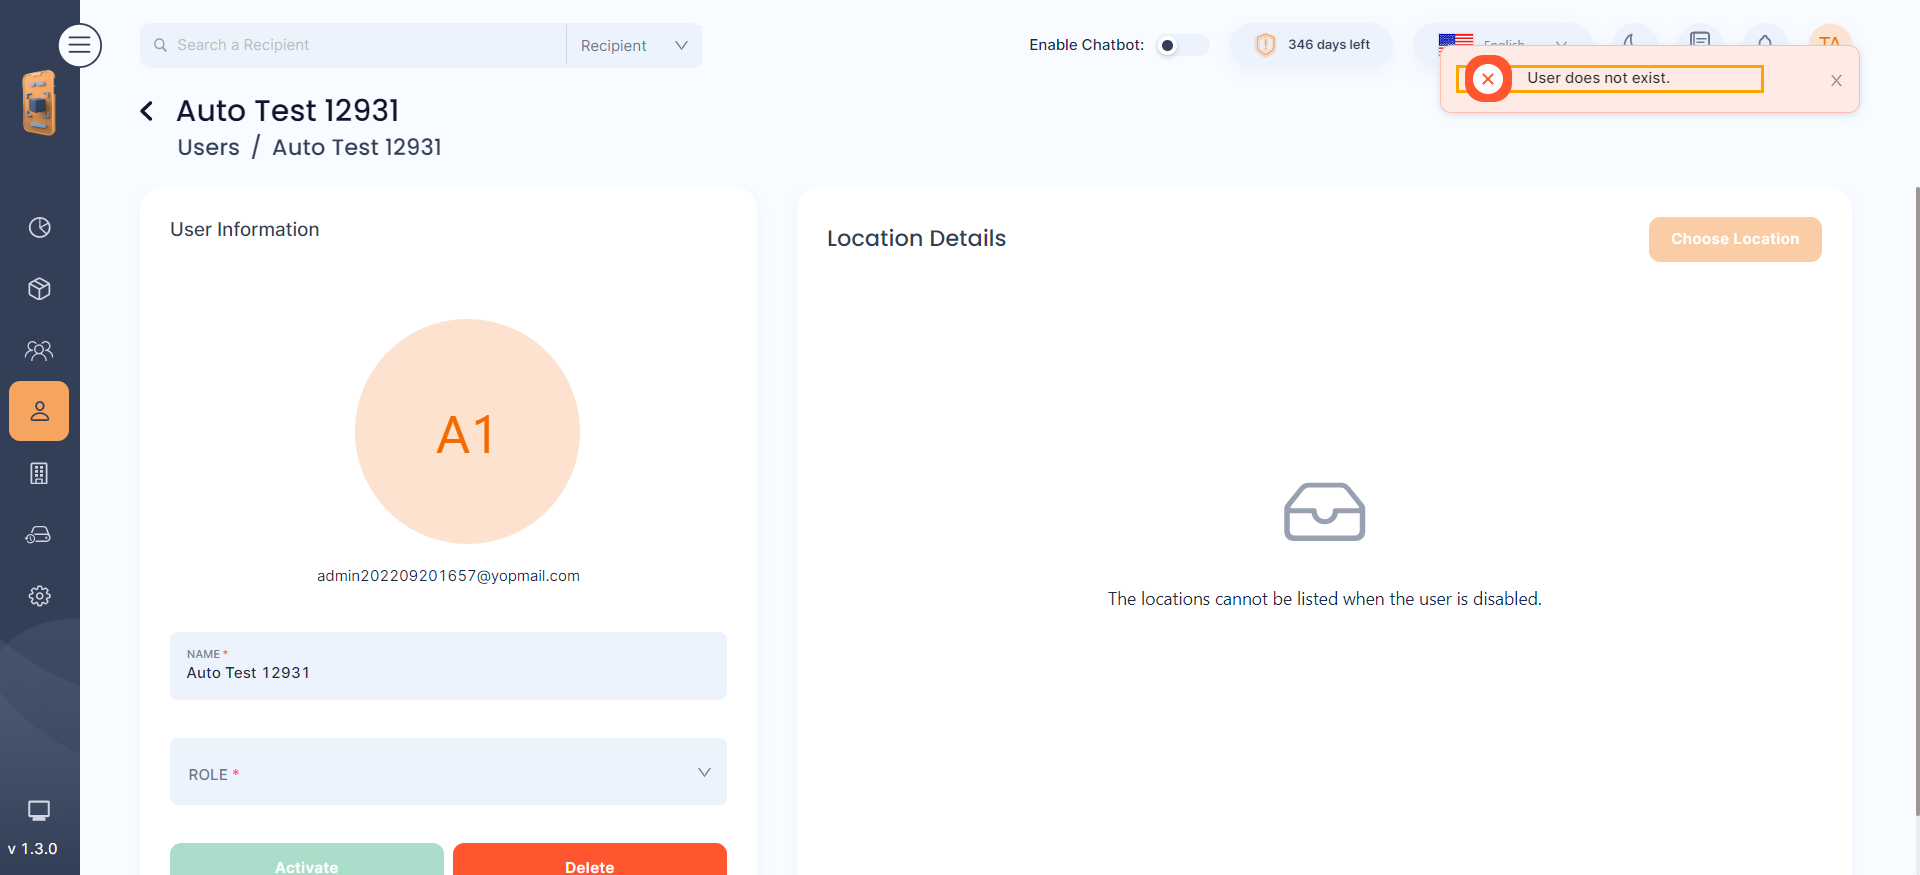 Search a Recipient
Recipient
Enable Chatbot:
346 days left
English
TA
User does not exist.
Auto Test 12931
Users / Auto Test 12931
User Information
A1
admin202209201657@yopmail.com
NAME *
Auto Test 12931
ROLE *
Activate
Delete
Location Details
Choose Location
The locations cannot be listed when the user is disabled.
v 1.3.0